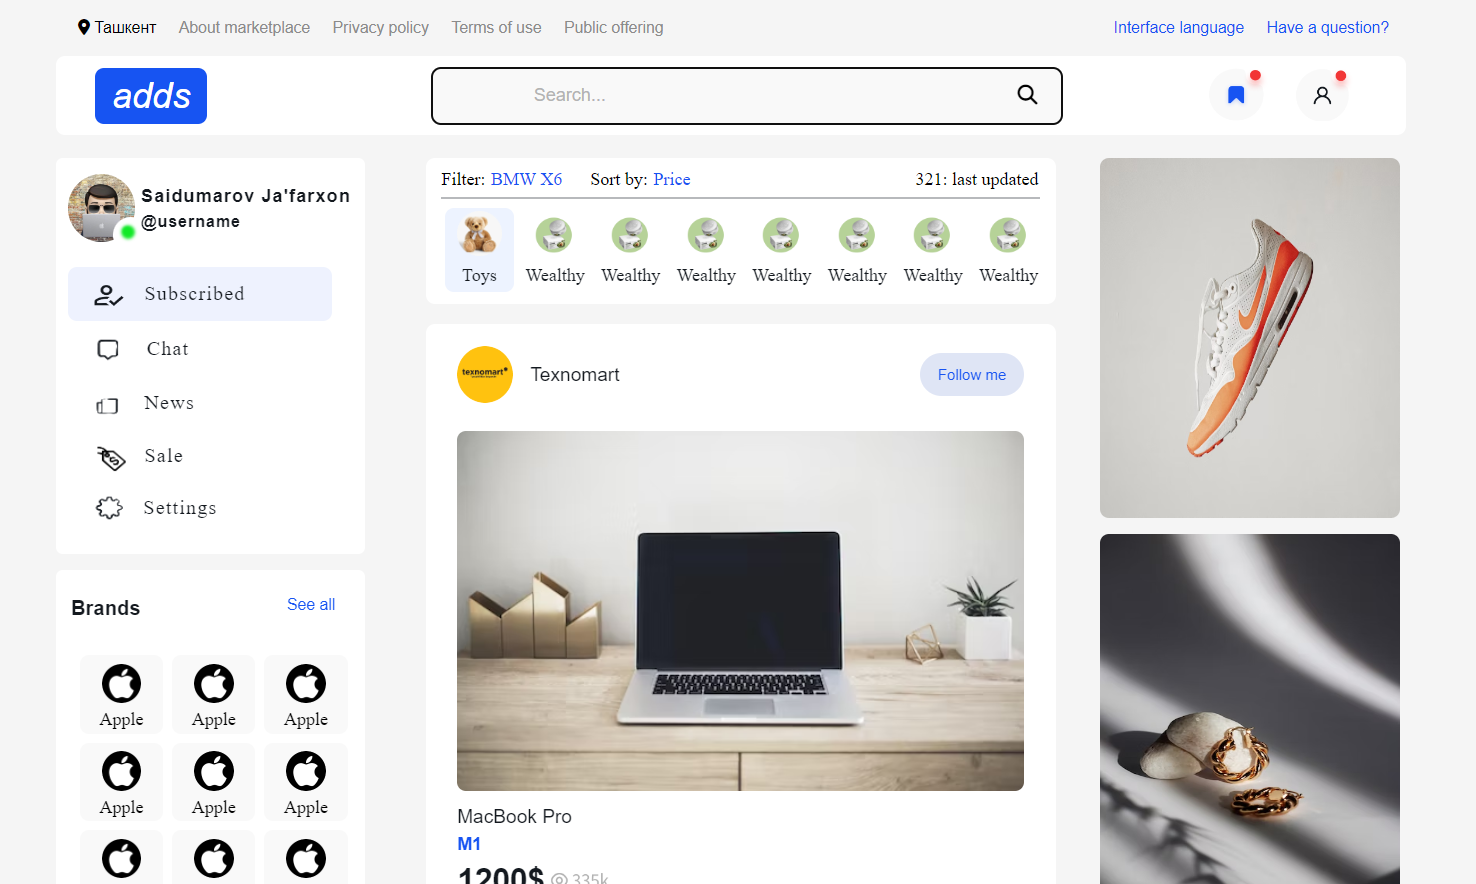 Ташкент About marketplace Privacy policy Terms of use Public offering Interface language Have a question?
adds
Search...
Saidumarov Ja'farxon
@username
Subscribed
Chat
News
Sale
Settings
Brands See all
Apple Apple Apple
Apple Apple Apple
Filter: BMW X6 Sort by: Price 321: last updated
Toys Wealthy Wealthy Wealthy Wealthy Wealthy Wealthy Wealthy
texnomart
Texnomart
Follow me
MacBook Pro
M1
1200$ 335k